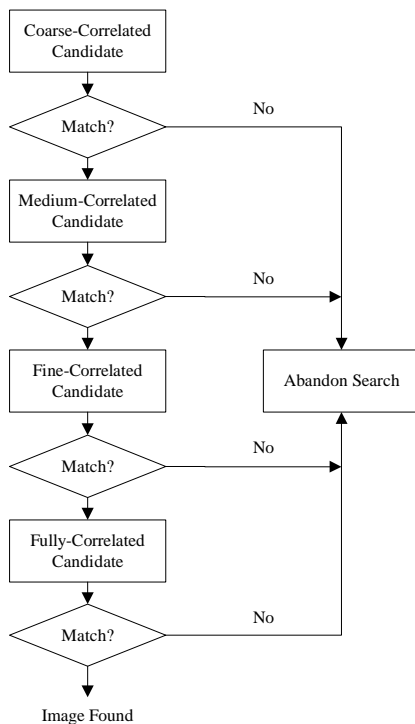 Coarse-Correlated
Candidate
Match?
No
Medium-Correlated
Candidate
Match?
No
Fine-Correlated
Candidate
Abandon Search
Match?
No
Fully-Correlated
Candidate
Match?
No
Image Found